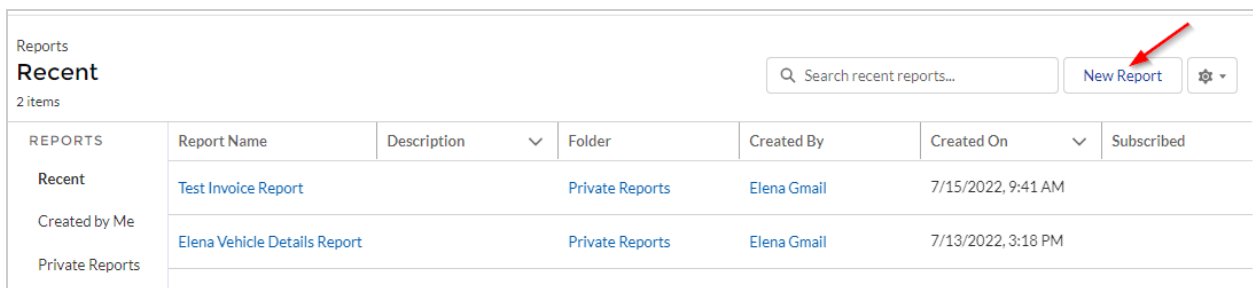 Reports
Recent
2 items
Search recent reports...
New Report
REPORTS
Report Name Description Folder Created By Created On Subscribed
Recent
Test Invoice Report Private Reports Elena Gmail 7/15/2022, 9:41 AM
Created by Me
Elena Vehicle Details Report Private Reports Elena Gmail 7/13/2022, 3:18 PM
Private Reports